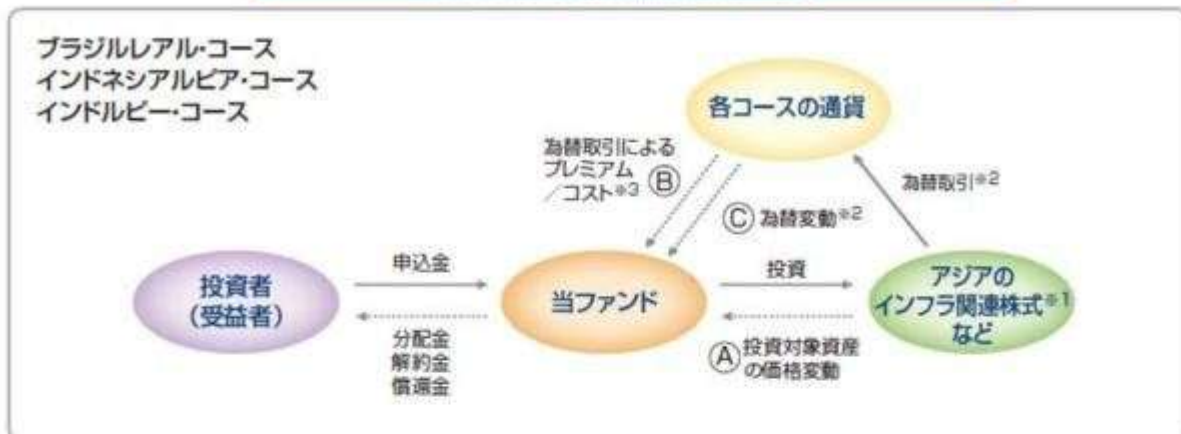 ブラジルレアル・コース
インドネシアルピア・コース
インドルピー・コース
各コースの通貨
為替取引による
プレミアム
／コスト※3 Ⓑ
為替取引※2
Ⓒ 為替変動※2
投資者
（受益者）
申込金
分配金
解約金
償還金
当ファンド
投資
Ⓐ 投資対象資産
の価格変動
アジアの
インフラ関連株式※1
など